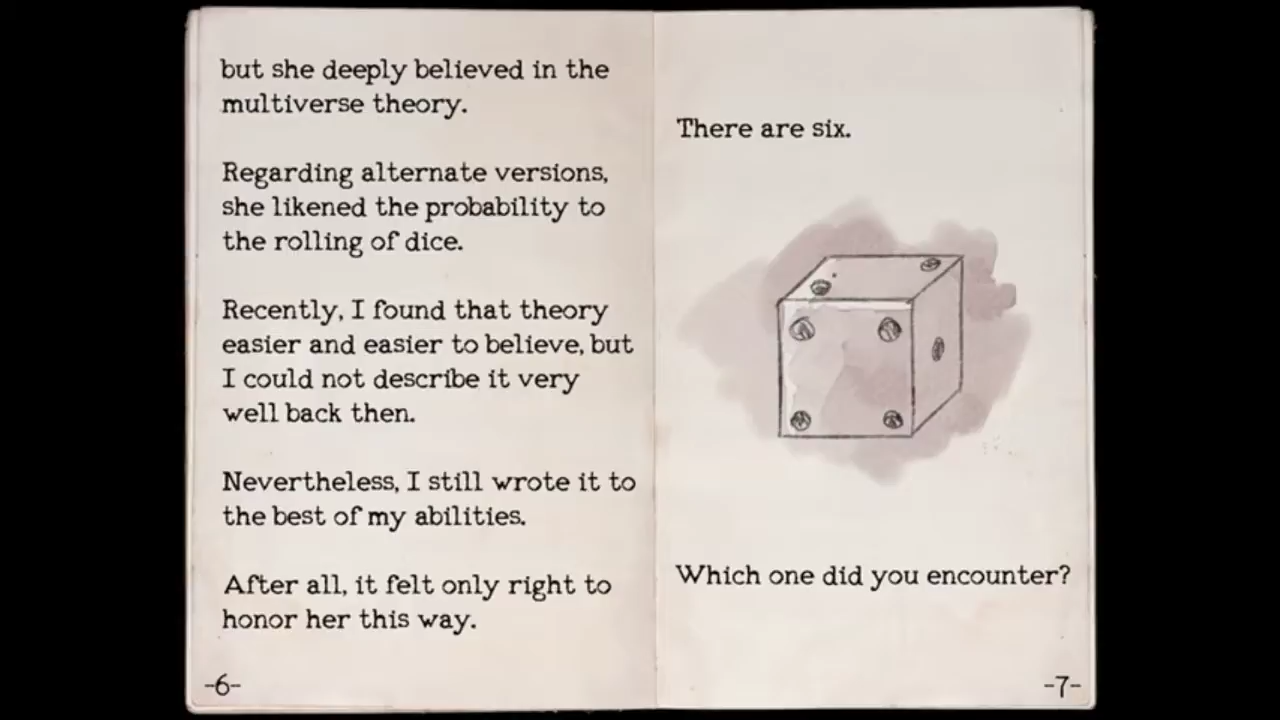 but she deeply believed in the
multiverse theory.
Regarding alternate versions,
she likened the probability to
the rolling of dice.
Recently, I found that theory
easier and easier to believe, but
I could not describe it very
well back then.
Nevertheless, I still wrote it to
the best of my abilities.
After all, it felt only right to
honor her this way.
-6-
There are six.
Which one did you encounter?
-7-